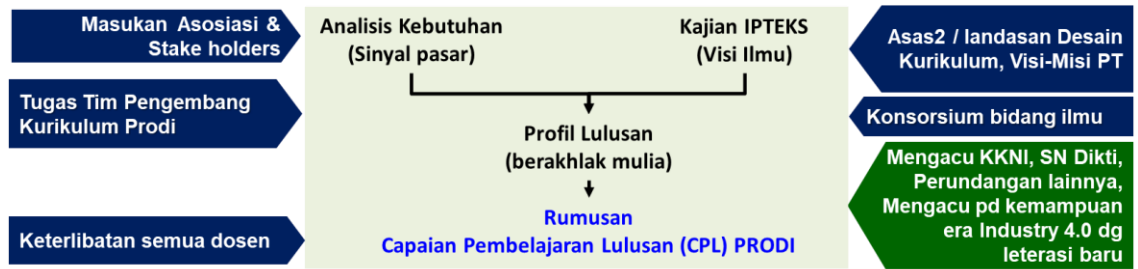 Masukan Asosiasi &
Stake holders
Tugas Tim Pengembang
Kurikulum Prodi
Keterlibatan semua dosen
Analisis Kebutuhan
(Sinyal pasar)
Kajian IPTEKS
(Visi Ilmu)
Profil Lulusan
(berakhlak mulia)
Rumusan
Capaian Pembelajaran Lulusan (CPL) PRODI
Asas2 / landasan Desain
Kurikulum, Visi-Misi PT
Konsorsium bidang ilmu
Mengacu KKNI, SN Dikti,
Perundangan lainnya,
Mengacu pd kemampuan
era Industry 4.0 dg
leterasi baru